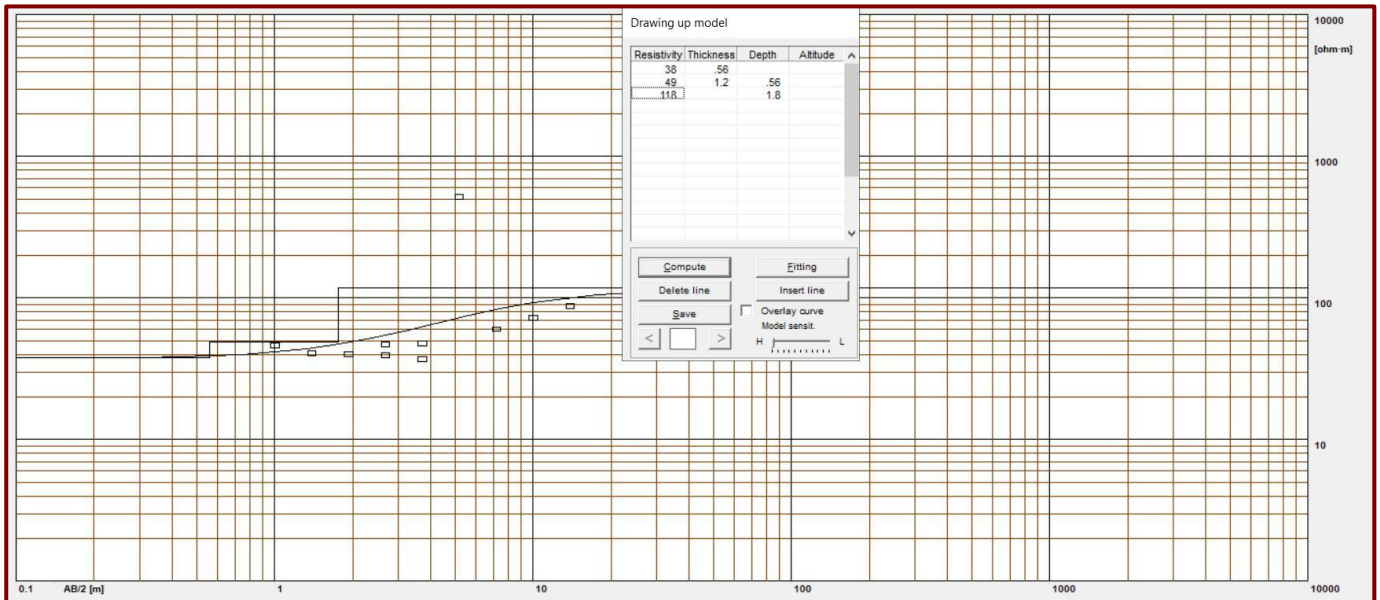 Drawing up model
Resistivity Thickness Depth Altitude
38 .56
49 1.2 .56
118 1.8
Compute Fitting
Delete line Insert line
Save Overlay curve
Model sensit.
< > H L
10000
[ohm·m]
1000
100
10
0.1 AB/2 [m] 1 10 100 1000 10000